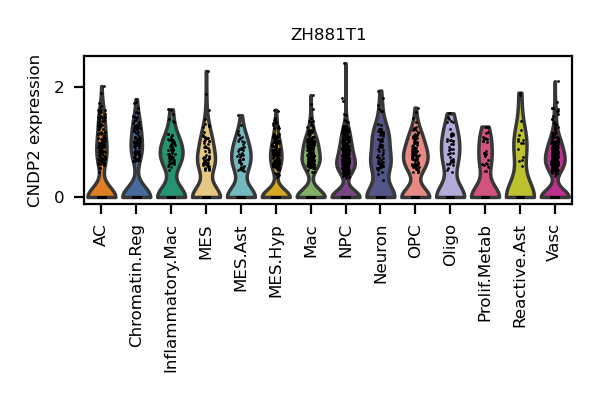 ZH881T1
CNDP2 expression
2
0
AC
Chromatin.Reg
Inflammatory.Mac
MES
MES.Ast
MES.Hyp
Mac
NPC
Neuron
OPC
Oligo
Prolif.Metab
Reactive.Ast
Vasc